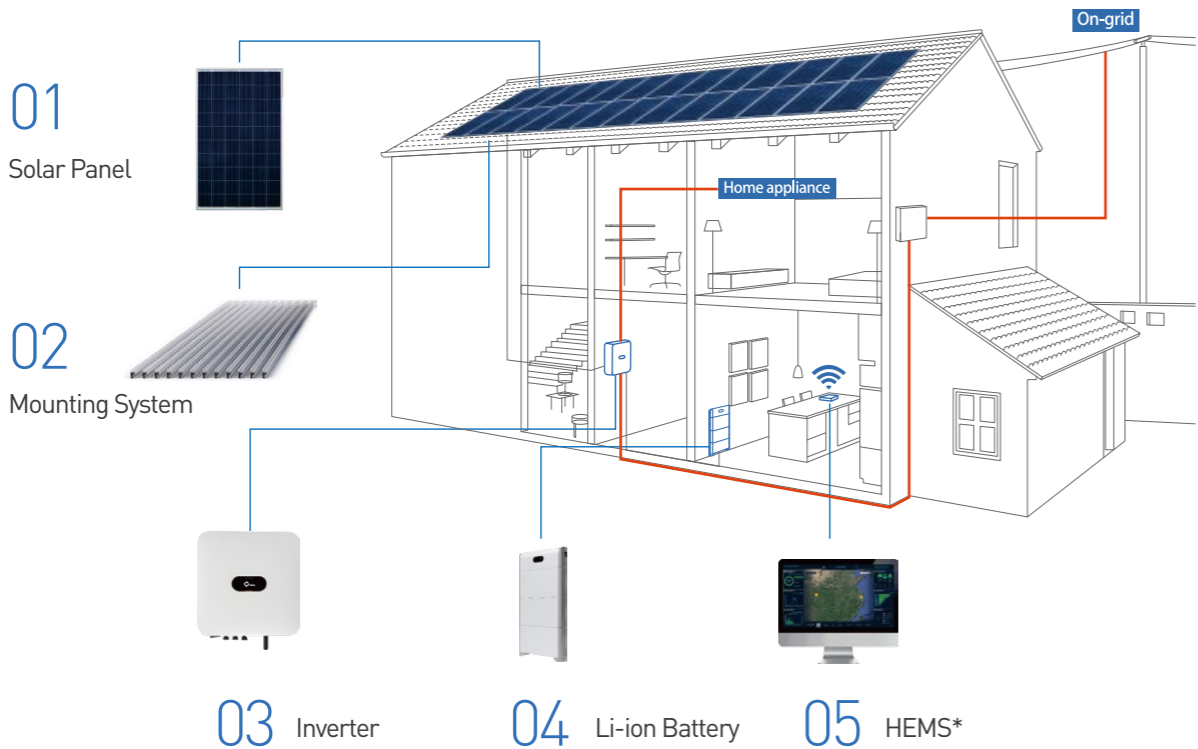 On-grid
01
Solar Panel
Home appliance
02
Mounting System
03 Inverter
04 Li-ion Battery
05 HEMS*